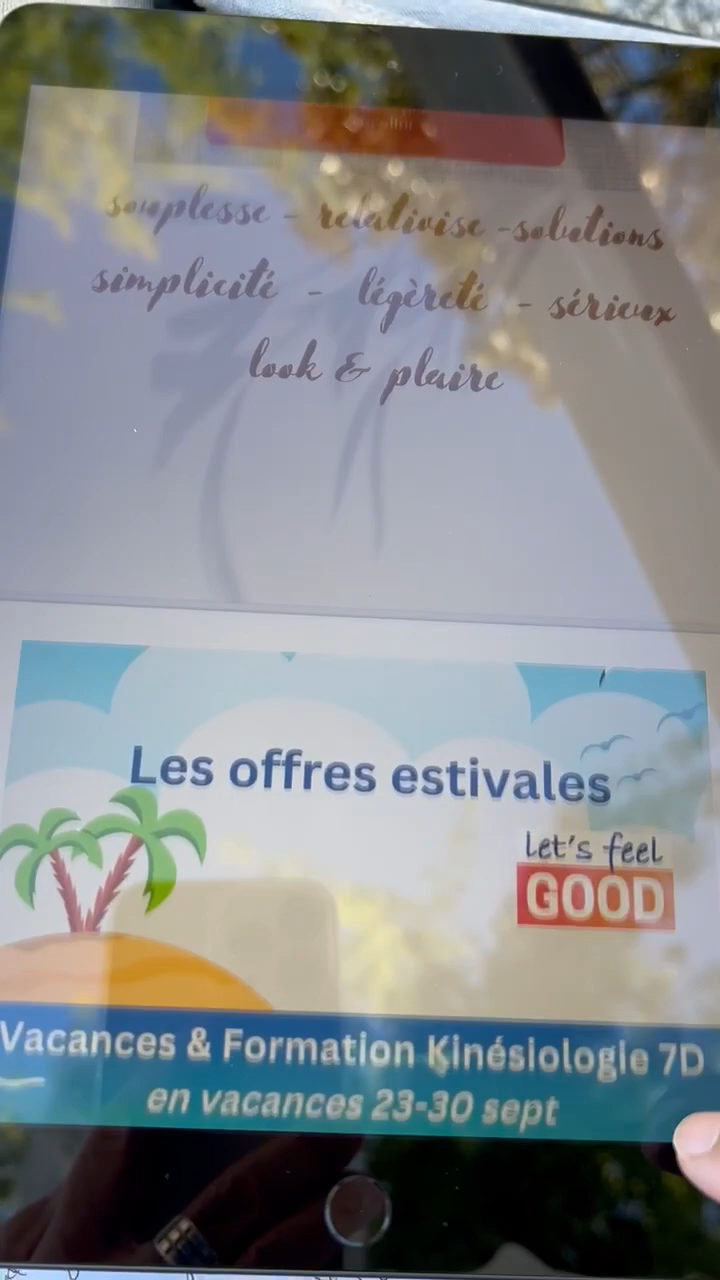 souplesse - relativise - solutions
simplicité - légèreté - sérieux
look & plaire
Les offres estivales
let's feel
GOOD
Vacances & Formation Kinésiologie 7D
en vacances 23-30 sept